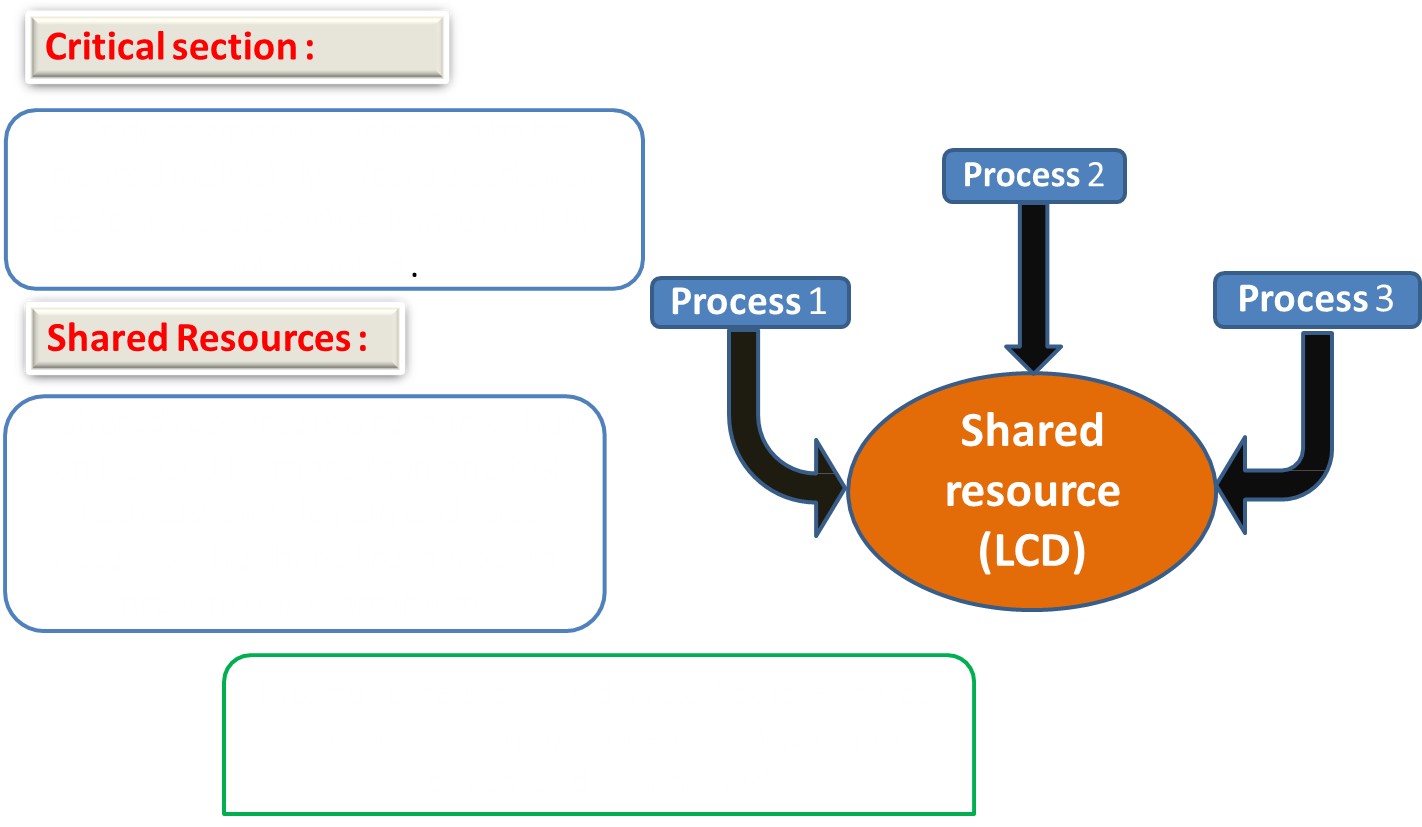 Critical section :
.
Shared Resources :
Process 2
Process 1
Process 3
Shared
resource
(LCD)